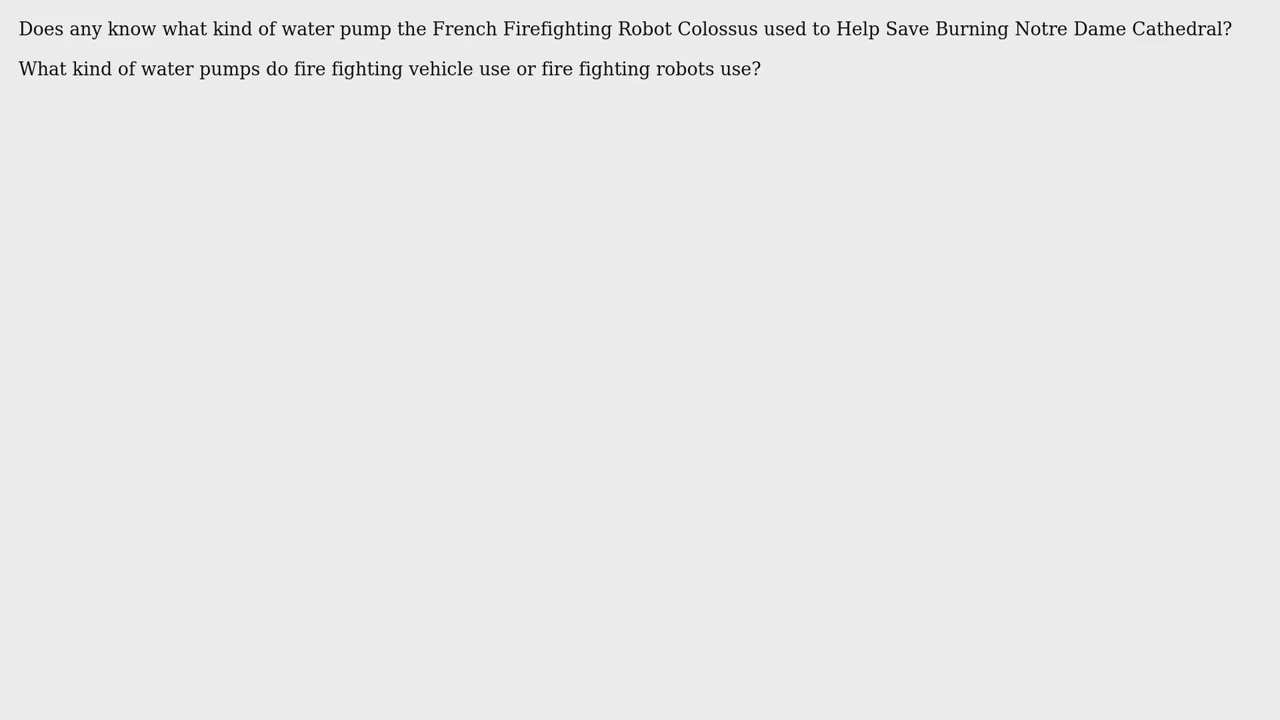 Does any know what kind of water pump the French Firefighting Robot Colossus used to Help Save Burning Notre Dame Cathedral?
What kind of water pumps do fire fighting vehicle use or fire fighting robots use?